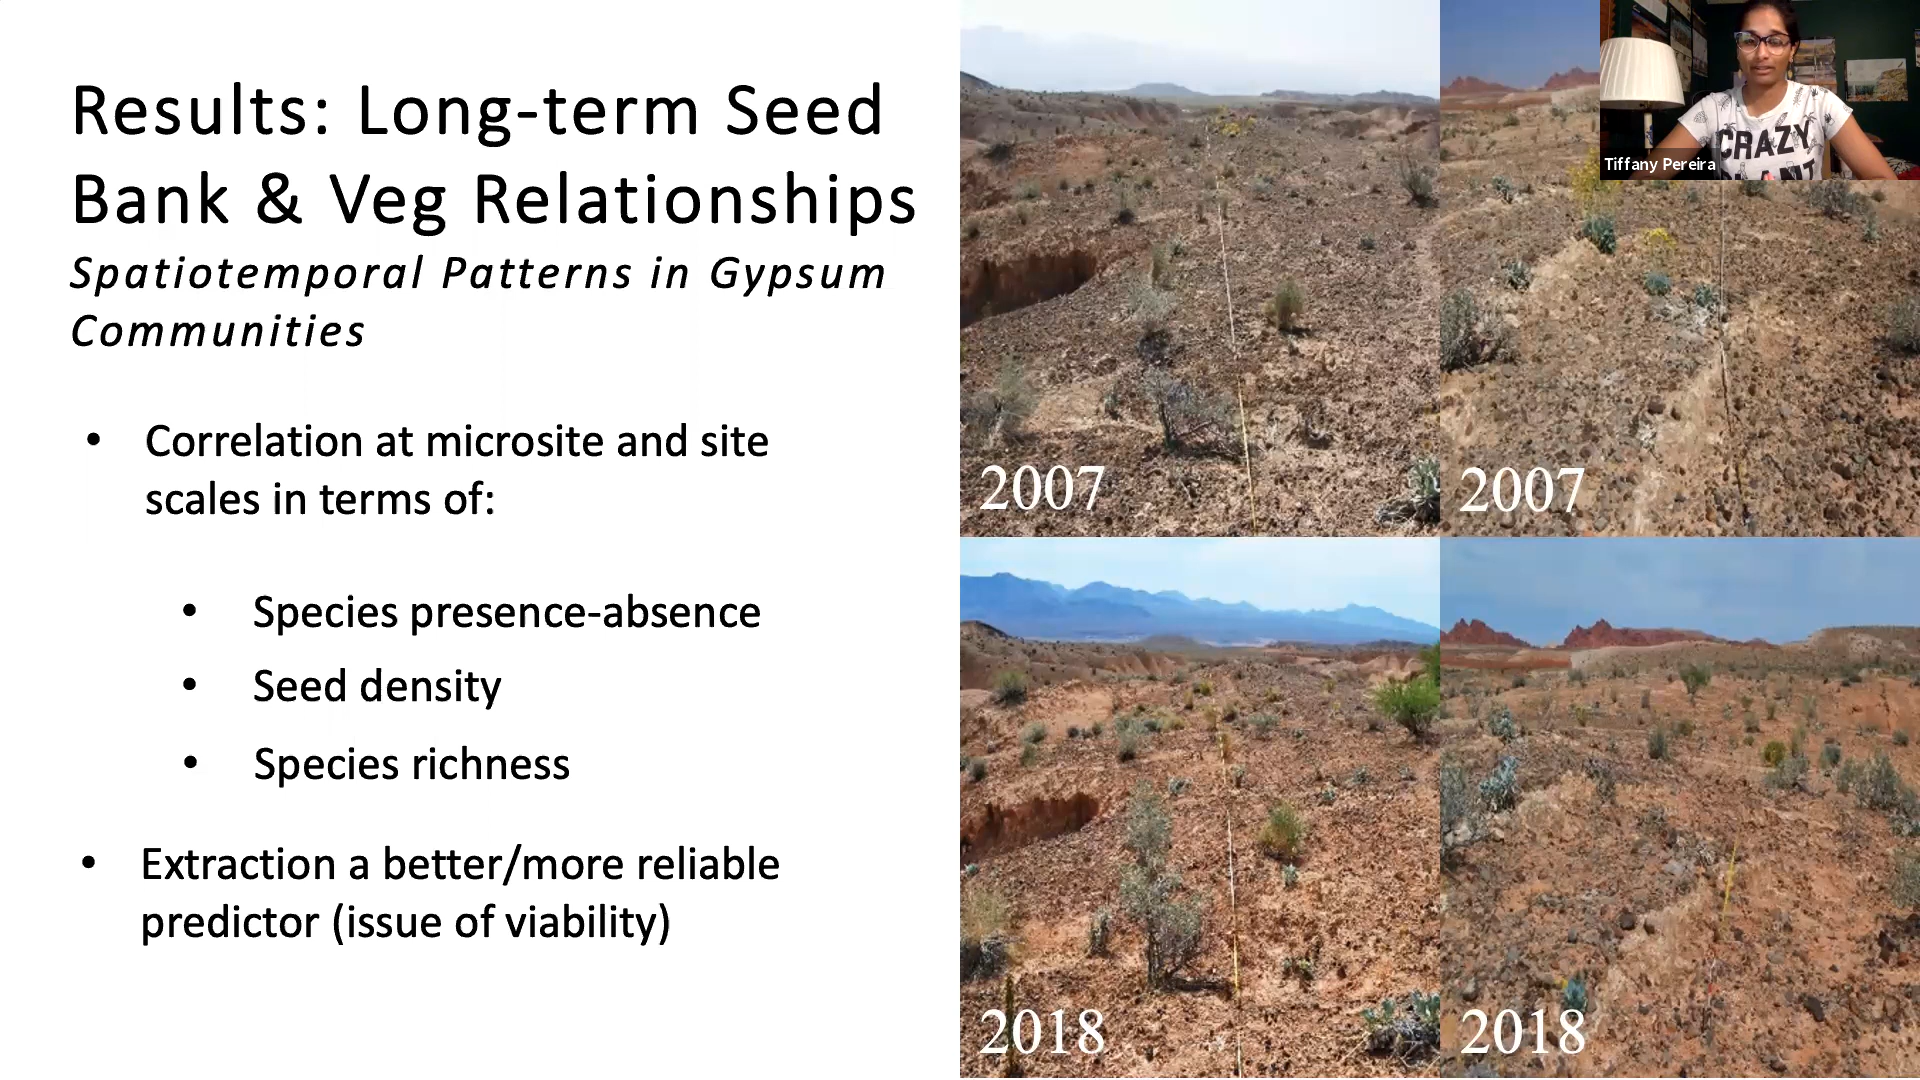 Results: Long-term Seed
Bank & Veg Relationships
Spatiotemporal Patterns in Gypsum
Communities
• Correlation at microsite and site
scales in terms of:
• Species presence-absence
• Seed density
• Species richness
• Extraction a better/more reliable
predictor (issue of viability)
2007
2007
2018
2018
CRAZY
Tiffany Pereira